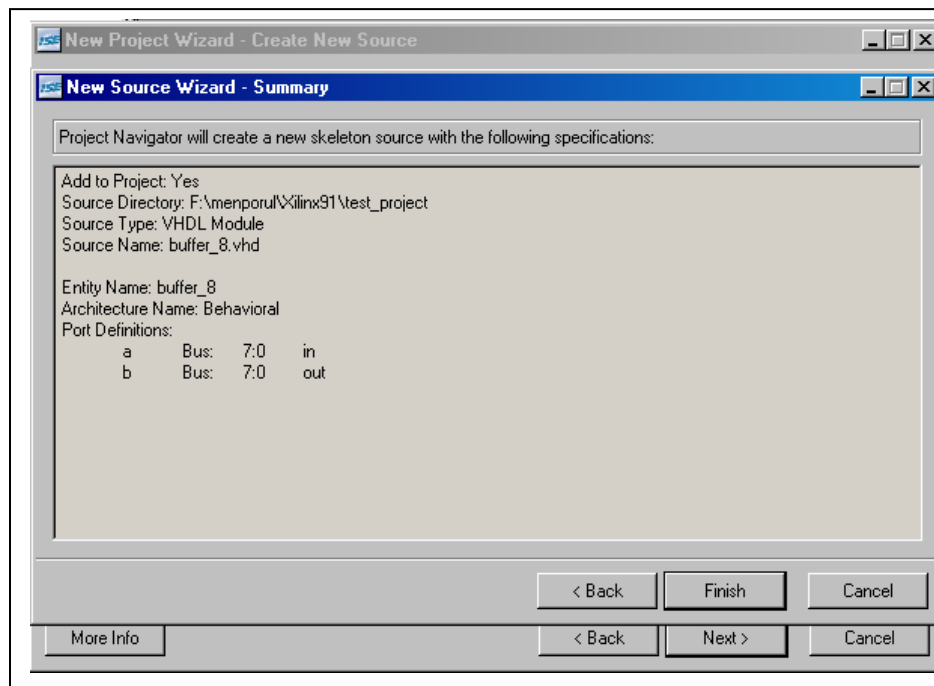 ISE New Project Wizard - Create New Source
ISE New Source Wizard - Summary
Project Navigator will create a new skeleton source with the following specifications:
Add to Project: Yes
Source Directory: F:\menporul\Xilinx91\test_project
Source Type: VHDL Module
Source Name: buffer_8.vhd
Entity Name: buffer_8
Architecture Name: Behavioral
Port Definitions:
a Bus: 7:0 in
b Bus: 7:0 out
< Back Finish Cancel
More Info < Back Next > Cancel